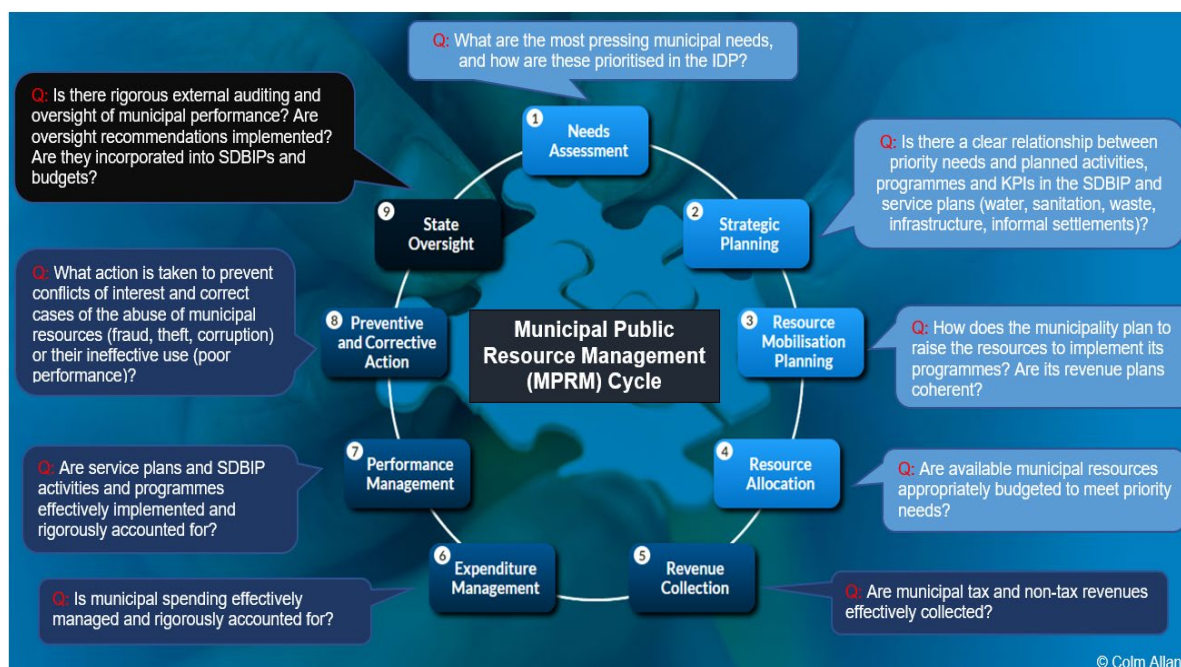 Q: What are the most pressing municipal needs,
and how are these prioritised in the IDP?
1
Needs
Assessment
Q: Is there a clear relationship between
priority needs and planned activities,
programmes and KPIs in the SDBIP and
service plans (water, sanitation, waste,
infrastructure, informal settlements)?
2
Strategic
Planning
Q: How does the municipality plan to
raise the resources to implement its
programmes? Are its revenue plans
coherent?
3
Resource
Mobilisation
Planning
Q: Are available municipal resources
appropriately budgeted to meet priority
needs?
4
Resource
Allocation
Q: Are municipal tax and non-tax revenues
effectively collected?
5
Revenue
Collection
Q: Is municipal spending effectively
managed and rigorously accounted for?
6
Expenditure
Management
Q: Are service plans and SDBIP
activities and programmes
effectively implemented and
rigorously accounted for?
7
Performance
Management
Q: What action is taken to prevent
conflicts of interest and correct
cases of the abuse of municipal
resources (fraud, theft, corruption)
or their ineffective use (poor
performance)?
8
Preventive
and Corrective
Action
Q: Is there rigorous external auditing and
oversight of municipal performance? Are
oversight recommendations implemented?
Are they incorporated into SDBIPs and
budgets?
9
State
Oversight
Municipal Public
Resource Management
(MPRM) Cycle
© Colm Allan